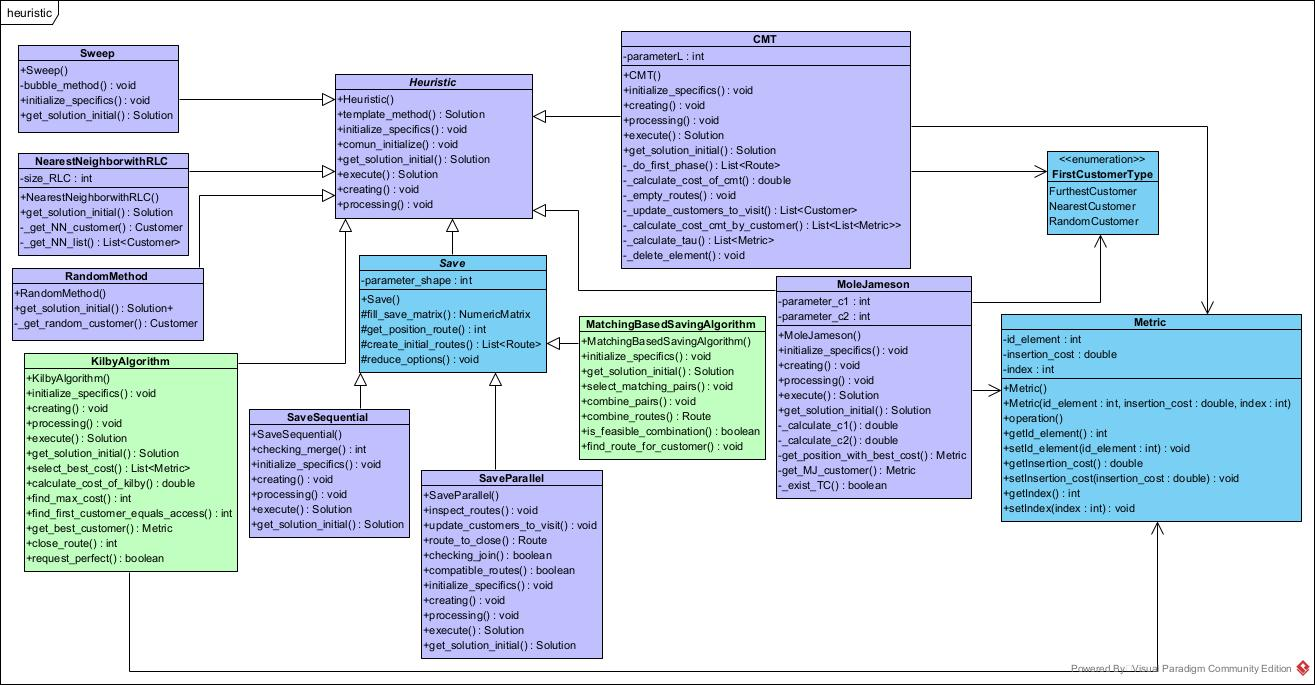 heuristic
Sweep
+Sweep()
-bubble_method() : void
+initialize_specifics() : void
+get_solution_initial() : Solution
NearestNeighborwithRLC
-size_RLC : int
+NearestNeighborwithRLC()
+get_solution_initial() : Solution
-_get_NN_customer() : Customer
-_get_NN_list() : List<Customer>
RandomMethod
+RandomMethod()
+get_solution_initial() : Solution+
-_get_random_customer() : Customer
KilbyAlgorithm
+KilbyAlgorithm()
+initialize_specifics() : void
+creating() : void
+processing() : void
+execute() : Solution
+get_solution_initial() : Solution
+select_best_cost() : List<Metric>
+calculate_cost_of_kilby() : double
+find_max_cost() : int
+find_first_customer_equals_access() : int
+get_best_customer() : Metric
+close_route() : int
+request_perfect() : boolean
Heuristic
+Heuristic()
+template_method() : Solution
+initialize_specifics() : void
+comun_initialize() : void
+get_solution_initial() : Solution
+execute() : Solution
+creating() : void
+processing() : void
Save
-parameter_shape : int
+Save()
#fill_save_matrix() : NumericMatrix
#get_position_route() : int
#create_initial_routes() : List<Route>
#reduce_options() : void
SaveSequential
+SaveSequential()
+checking_merge() : int
+initialize_specifics() : void
+creating() : void
+processing() : void
+execute() : Solution
+get_solution_initial() : Solution
SaveParallel
+SaveParallel()
+inspect_routes() : void
+update_customers_to_visit() : void
+route_to_close() : Route
+checking_join() : boolean
+compatible_routes() : boolean
+initialize_specifics() : void
+creating() : void
+processing() : void
+execute() : Solution
+get_solution_initial() : Solution
MatchingBasedSavingAlgorithm
+MatchingBasedSavingAlgorithm()
+initialize_specifics() : void
+get_solution_initial() : Solution
+select_matching_pairs() : void
+combine_pairs() : void
+combine_routes() : Route
+is_feasible_combination() : boolean
+find_route_for_customer() : void
CMT
-parameterL : int
+CMT()
+initialize_specifics() : void
+creating() : void
+processing() : void
+execute() : Solution
+get_solution_initial() : Solution
-_do_first_phase() : List<Route>
-_calculate_cost_of_cmt() : double
-_empty_routes() : void
-_update_customers_to_visit() : List<Customer>
-_calculate_cost_cmt_by_customer() : List<List<Metric>>
-_calculate_tau() : List<Metric>
-_delete_element() : void
MoleJameson
-parameter_c1 : int
-parameter_c2 : int
+MoleJameson()
+initialize_specifics() : void
+creating() : void
+processing() : void
+execute() : Solution
+get_solution_initial() : Solution
-_calculate_c1() : double
-_calculate_c2() : double
-get_position_with_best_cost() : Metric
-get_MJ_customer() : Metric
-_exist_TC() : boolean
<<enumeration>>
FirstCustomerType
FurthestCustomer
NearestCustomer
RandomCustomer
Metric
-id_element : int
-insertion_cost : double
-index : int
+Metric()
+Metric(id_element : int, insertion_cost : double, index : int)
+operation()
+getId_element() : int
+setId_element(id_element : int) : void
+getInsertion_cost() : double
+setInsertion_cost(insertion_cost : double) : void
+getIndex() : int
+setIndex(index : int) : void
Powered By Visual Paradigm Community Edition